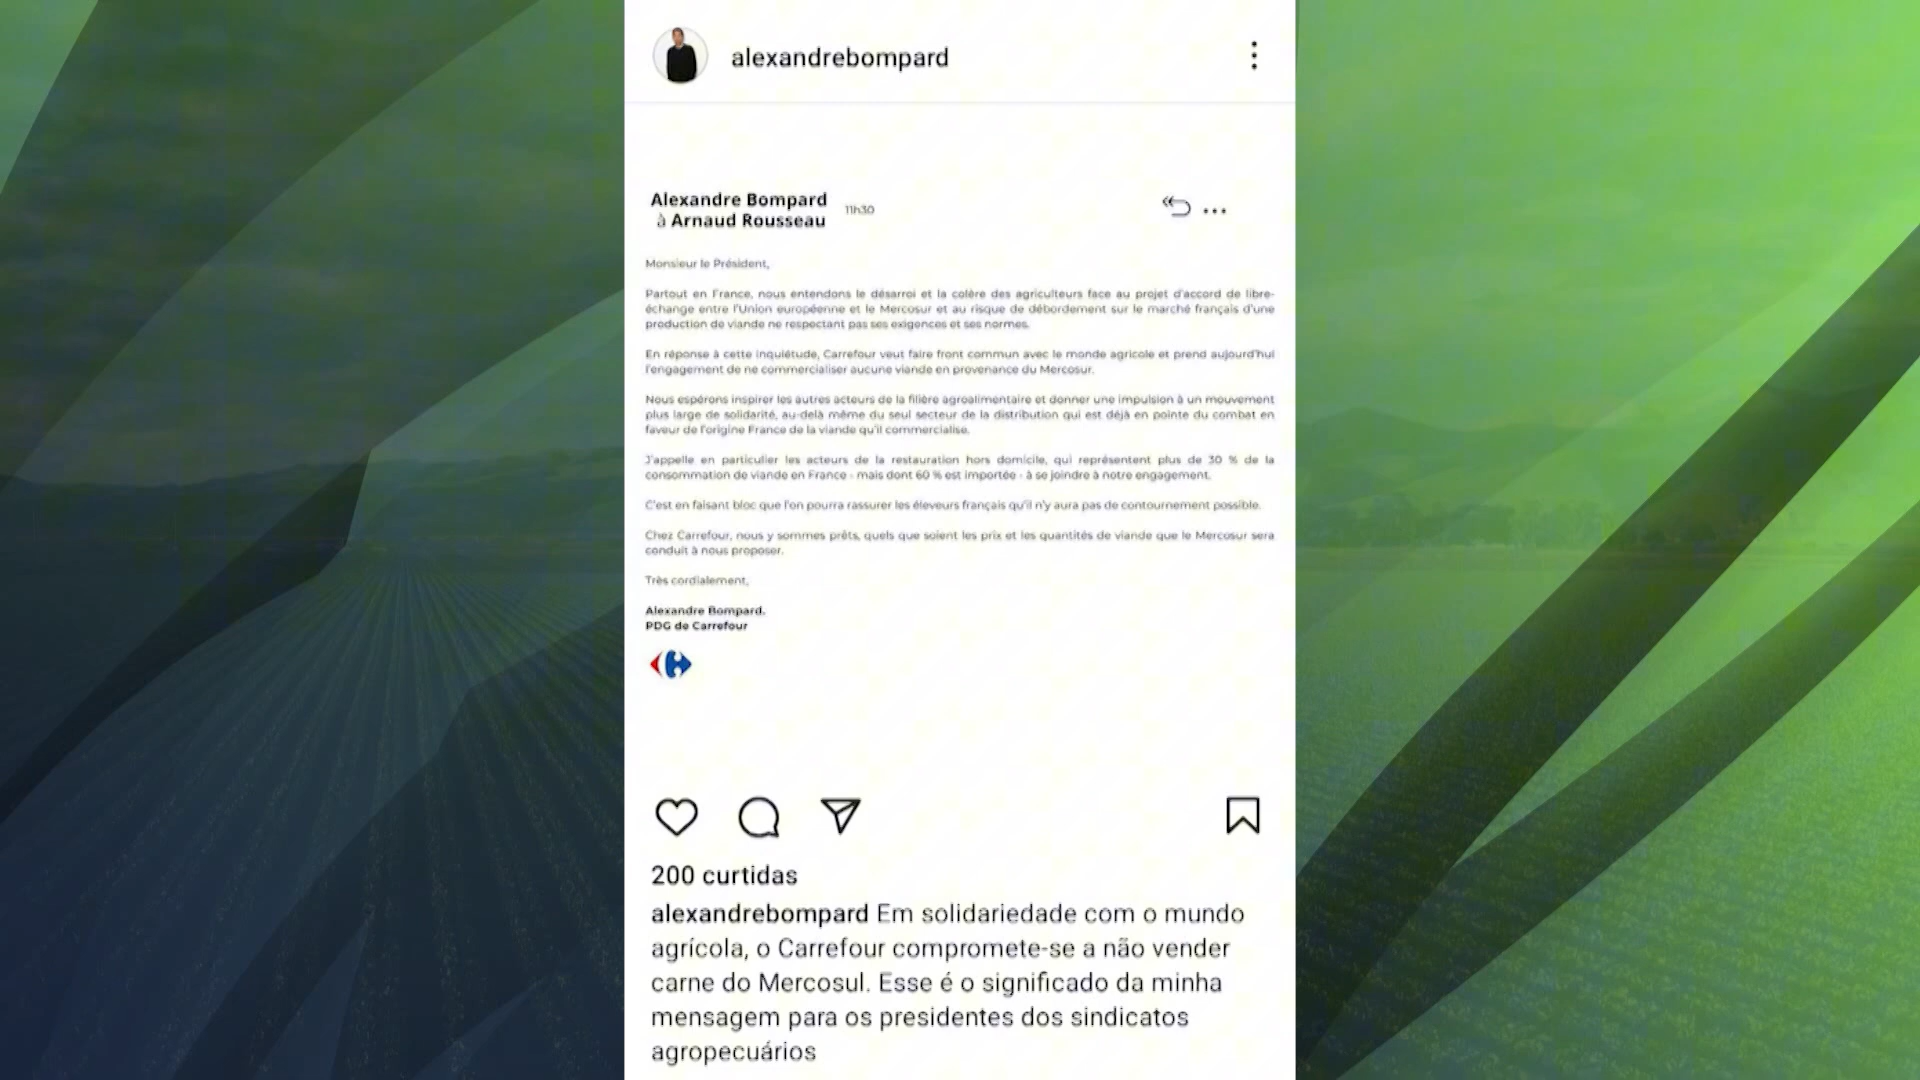 alexandrebompard
Alexandre Bompard
à Arnaud Rousseau
11h30
Monsieur le Président,
Partout en France, nous entendons le désarroi et la colère des agriculteurs face au projet d'accord de libre-
échange entre l'Union européenne et le Mercosur et au risque de débordement sur le marché français d'une
production de viande ne respectant pas ses exigences et ses normes.
En réponse à cette inquiétude, Carrefour veut faire front commun avec le monde agricole et prend aujourd'hui
l'engagement de ne commercialiser aucune viande en provenance du Mercosur.
Nous espérons inspirer les autres acteurs de la filière agroalimentaire et donner une impulsion à un mouvement
plus large de solidarité, au-delà même du seul secteur de la distribution qui est déjà en pointe du combat en
faveur de l'origine France de la viande qu'il commercialise.
J'appelle en particulier les acteurs de la restauration hors domicile, qui représentent plus de 30 % de la
consommation de viande en France - mais dont 60 % est importée - à se joindre à notre engagement.
C'est en faisant bloc que l'on pourra rassurer les éleveurs français qu'il n'y aura pas de contournement possible.
Chez Carrefour, nous y sommes prêts, quels que soient les prix et les quantités de viande que le Mercosur sera
conduit à nous proposer.
Très cordialement,
Alexandre Bompard.
PDG de Carrefour
200 curtidas
alexandrebompard Em solidariedade com o mundo
agrícola, o Carrefour compromete-se a não vender
carne do Mercosul. Esse é o significado da minha
mensagem para os presidentes dos sindicatos
agropecuários